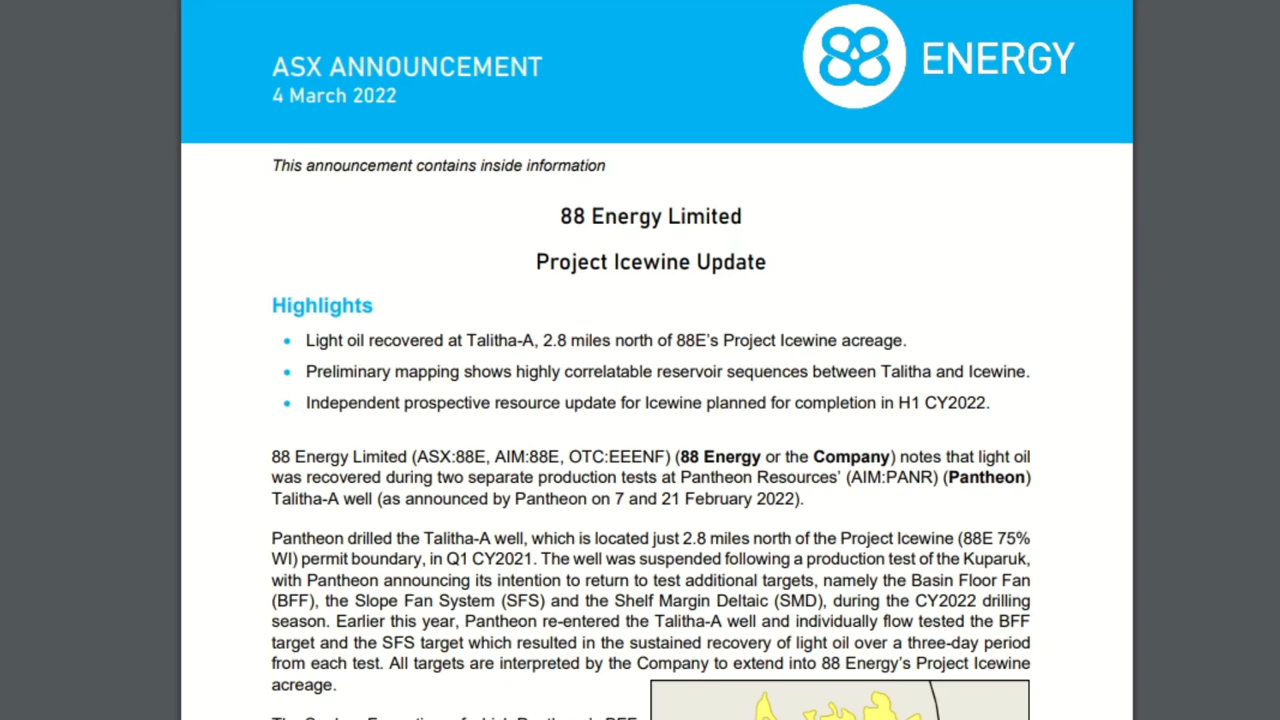 ASX ANNOUNCEMENT
4 March 2022
88 ENERGY
This announcement contains inside information
88 Energy Limited
Project Icewine Update
Highlights
• Light oil recovered at Talitha-A, 2.8 miles north of 88E's Project Icewine acreage.
• Preliminary mapping shows highly correlatable reservoir sequences between Talitha and Icewine.
• Independent prospective resource update for Icewine planned for completion in H1 CY2022.
88 Energy Limited (ASX:88E, AIM:88E, OTC:EEENF) (88 Energy or the Company) notes that light oil
was recovered during two separate production tests at Pantheon Resources' (AIM:PANR) (Pantheon)
Talitha-A well (as announced by Pantheon on 7 and 21 February 2022).
Pantheon drilled the Talitha-A well, which is located just 2.8 miles north of the Project Icewine (88E 75%
WI) permit boundary, in Q1 CY2021. The well was suspended following a production test of the Kuparuk,
with Pantheon announcing its intention to return to test additional targets, namely the Basin Floor Fan
(BFF), the Slope Fan System (SFS) and the Shelf Margin Deltaic (SMD), during the CY2022 drilling
season. Earlier this year, Pantheon re-entered the Talitha-A well and individually flow tested the BFF
target and the SFS target which resulted in the sustained recovery of light oil over a three-day period
from each test. All targets are interpreted by the Company to extend into 88 Energy's Project Icewine
acreage.